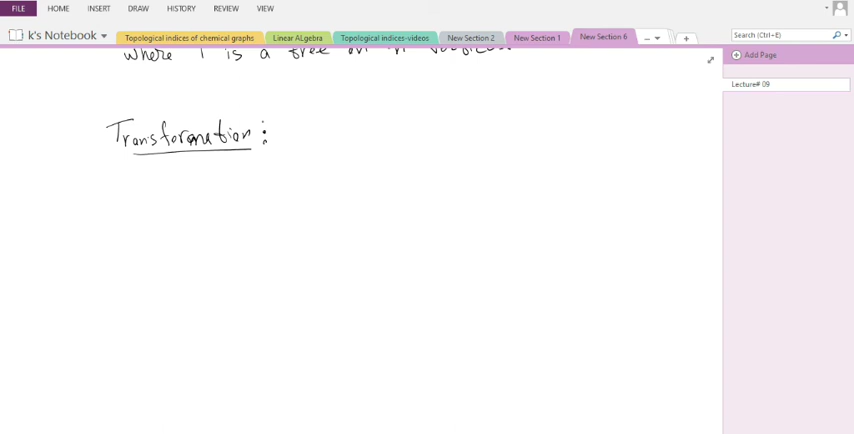 FILE HOME INSERT DRAW HISTORY REVIEW VIEW
k's Notebook Topological indices of chemical graphs Linear ALgebra Topological indices-videos New Section 2 New Section 1 New Section 6 Search (Ctrl+E)
Add Page
Lecture# 09
where T is a tree on n
Transformation: